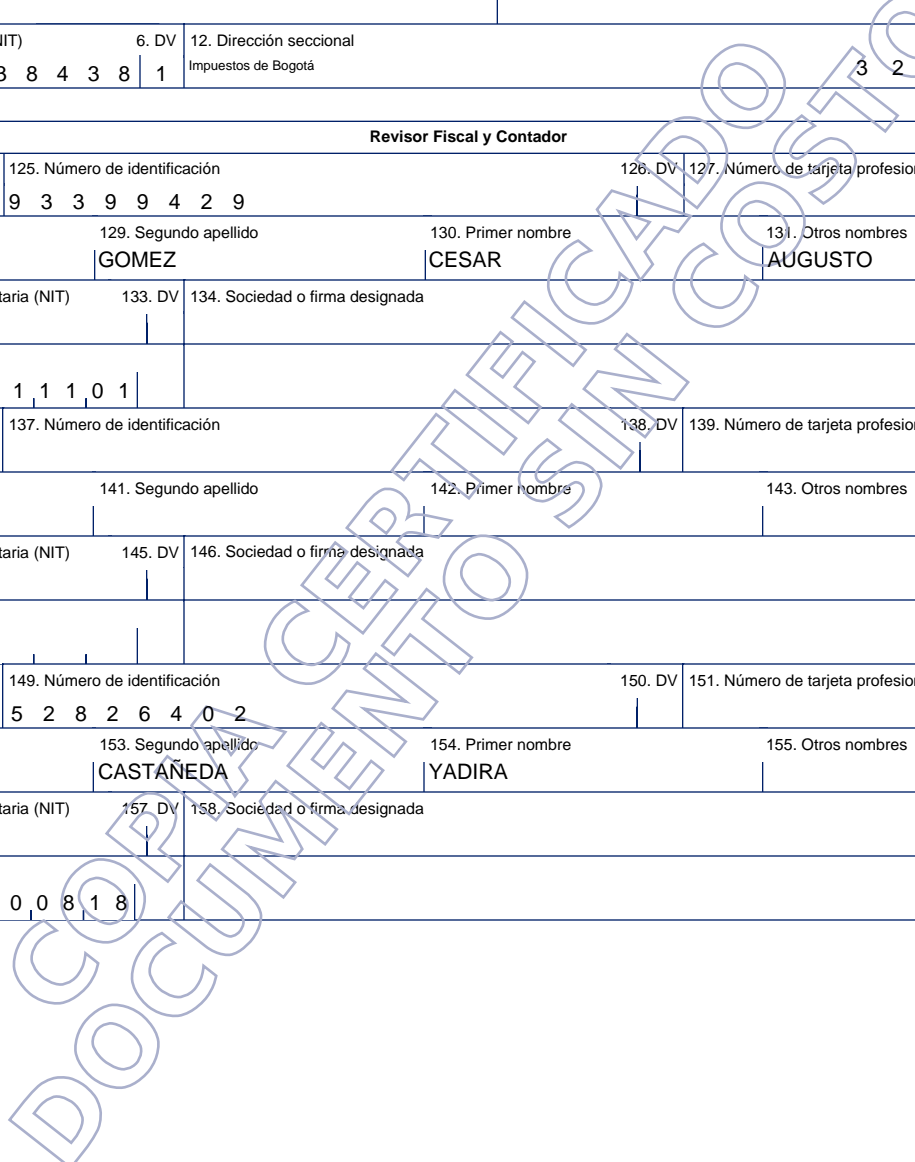 NIT) 6. DV 12. Dirección seccional
8 8 4 3 8 1 Impuestos de Bogotá 3 2
Revisor Fiscal y Contador
125. Número de identificación 126. DV 127. Número de tarjeta profesion
9 3 3 9 9 4 2 9
129. Segundo apellido 130. Primer nombre 131. Otros nombres
GOMEZ CESAR AUGUSTO
taria (NIT) 133. DV 134. Sociedad o firma designada
1 1 1 0 1
137. Número de identificación 138. DV 139. Número de tarjeta profesion
141. Segundo apellido 142. Primer nombre 143. Otros nombres
taria (NIT) 145. DV 146. Sociedad o firma designada
149. Número de identificación 150. DV 151. Número de tarjeta profesion
5 2 8 2 6 4 0 2
153. Segundo apellido 154. Primer nombre 155. Otros nombres
CASTAÑEDA YADIRA
taria (NIT) 157. DV 158. Sociedad o firma designada
0 0 8 1 8
COPIA CERTIFICADO
DOCUMENTO SIN COSTO